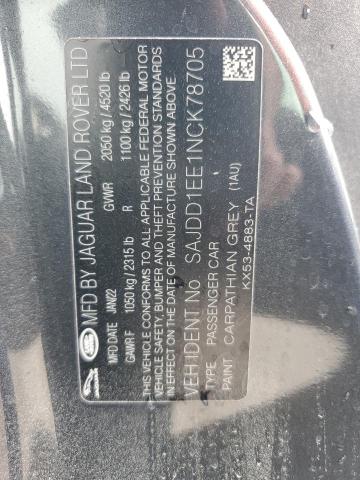 MFD BY JAGUAR LAND ROVER LTD
MFD DATE JAN/22 GVWR 2050 kg / 4520 lb
GAWR F 1050 kg / 2315 lb R 1100 kg / 2426 lb
THIS VEHICLE CONFORMS TO ALL APPLICABLE FEDERAL MOTOR
VEHICLE SAFETY, BUMPER AND THEFT PREVENTION STANDARDS
IN EFFECT ON THE DATE OF MANUFACTURE SHOWN ABOVE.
VEH IDENT NO SAJDD1EE1NCK78705
TYPE PASSENGER CAR
PAINT CARPATHIAN GREY (1AU)
KX53-4883-TA